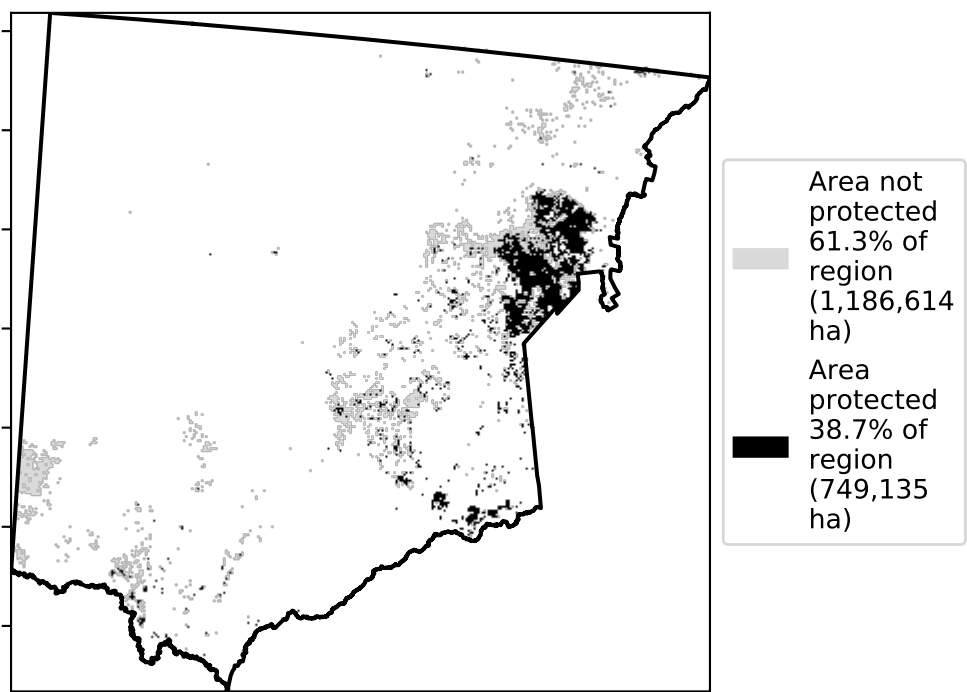 Area not
protected
61.3% of
region
(1,186,614
ha)
Area
protected
38.7% of
region
(749,135
ha)